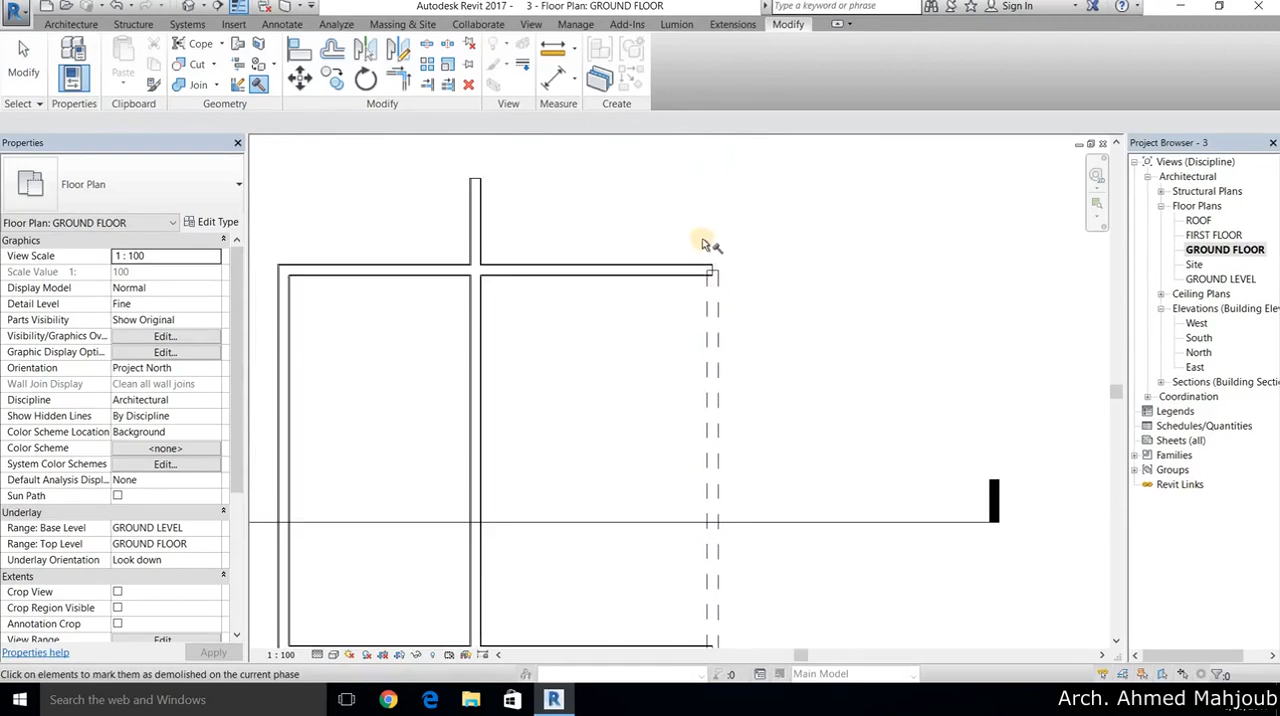 Autodesk Revit 2017 - 3 - Floor Plan: GROUND FLOOR
Type a keyword or phrase
Sign In
Architecture Structure Systems Insert Annotate Analyze Massing & Site Collaborate View Manage Add-Ins Lumion Extensions Modify
Modify
Paste
Cope
Cut
Join
Select Properties Clipboard Geometry Modify View Measure Create
Properties
Floor Plan
Floor Plan: GROUND FLOOR Edit Type
Graphics
View Scale 1 : 100
Scale Value 1: 100
Display Model Normal
Detail Level Fine
Parts Visibility Show Original
Visibility/Graphics Ov... Edit...
Graphic Display Opti... Edit...
Orientation Project North
Wall Join Display Clean all wall joins
Discipline Architectural
Show Hidden Lines By Discipline
Color Scheme Location Background
Color Scheme <none>
System Color Schemes Edit...
Default Analysis Displ... None
Sun Path
Underlay
Range: Base Level GROUND LEVEL
Range: Top Level GROUND FLOOR
Underlay Orientation Look down
Extents
Crop View
Crop Region Visible
Annotation Crop
View Range Edit...
Properties help Apply
1 : 100
Project Browser - 3
Views (Discipline)
Architectural
Structural Plans
Floor Plans
ROOF
FIRST FLOOR
GROUND FLOOR
Site
GROUND LEVEL
Ceiling Plans
Elevations (Building Ele
West
South
North
East
Sections (Building Secti
Coordination
Legends
Schedules/Quantities
Sheets (all)
Families
Groups
Revit Links
Click on elements to mark them as demolished on the current phase
:0
Main Model
:0
Search the Web and Windows
Arch. Ahmed Mahjoub